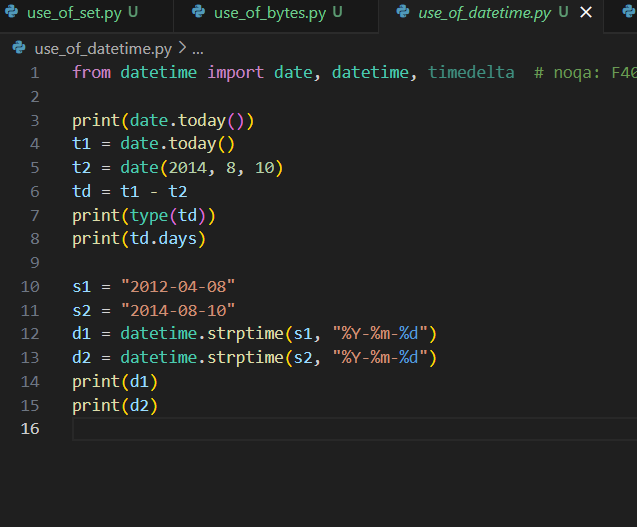 use_of_set.py U use_of_bytes.py U use_of_datetime.py U
use_of_datetime.py > ...
1 from datetime import date, datetime, timedelta # noqa: F40
2
3 print(date.today())
4 t1 = date.today()
5 t2 = date(2014, 8, 10)
6 td = t1 - t2
7 print(type(td))
8 print(td.days)
9
10 s1 = "2012-04-08"
11 s2 = "2014-08-10"
12 d1 = datetime.strptime(s1, "%Y-%m-%d")
13 d2 = datetime.strptime(s2, "%Y-%m-%d")
14 print(d1)
15 print(d2)
16